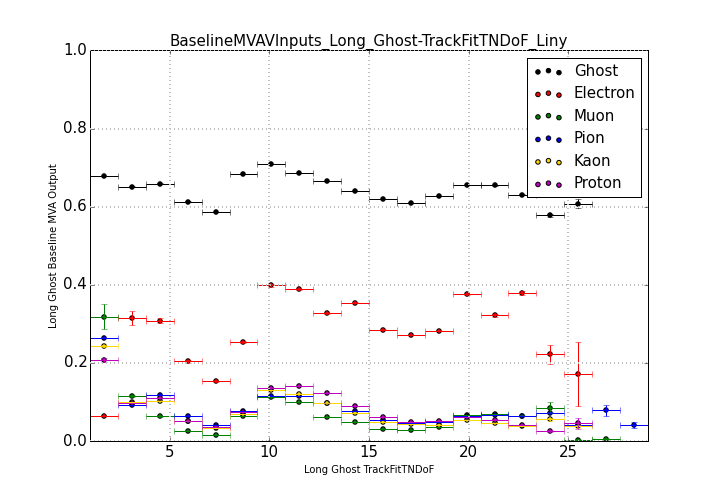 BaselineMVAVInputs_Long_Ghost-TrackFitTNDoF_Liny
1.0
0.8
0.6
0.4
0.2
0.0
Long Ghost Baseline MVA Output
Ghost
Electron
Muon
Pion
Kaon
Proton
5 10 15 20 25
Long Ghost TrackFitTNDoF